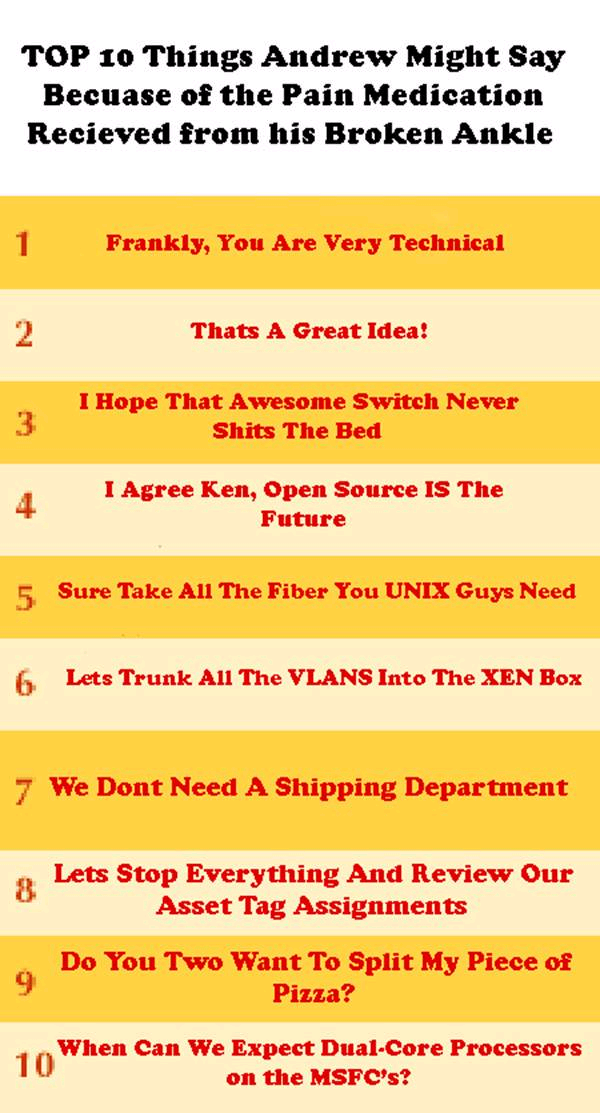 TOP 10 Things Andrew Might Say
Becuase of the Pain Medication
Recieved from his Broken Ankle
1 Frankly, You Are Very Technical
2 Thats A Great Idea!
3 I Hope That Awesome Switch Never
Shits The Bed
4 I Agree Ken, Open Source IS The
Future
5 Sure Take All The Fiber You UNIX Guys Need
6 Lets Trunk All The VLANS Into The XEN Box
7 We Dont Need A Shipping Department
8 Lets Stop Everything And Review Our
Asset Tag Assignments
9 Do You Two Want To Split My Piece of
Pizza?
10 When Can We Expect Dual-Core Processors
on the MSFC's?